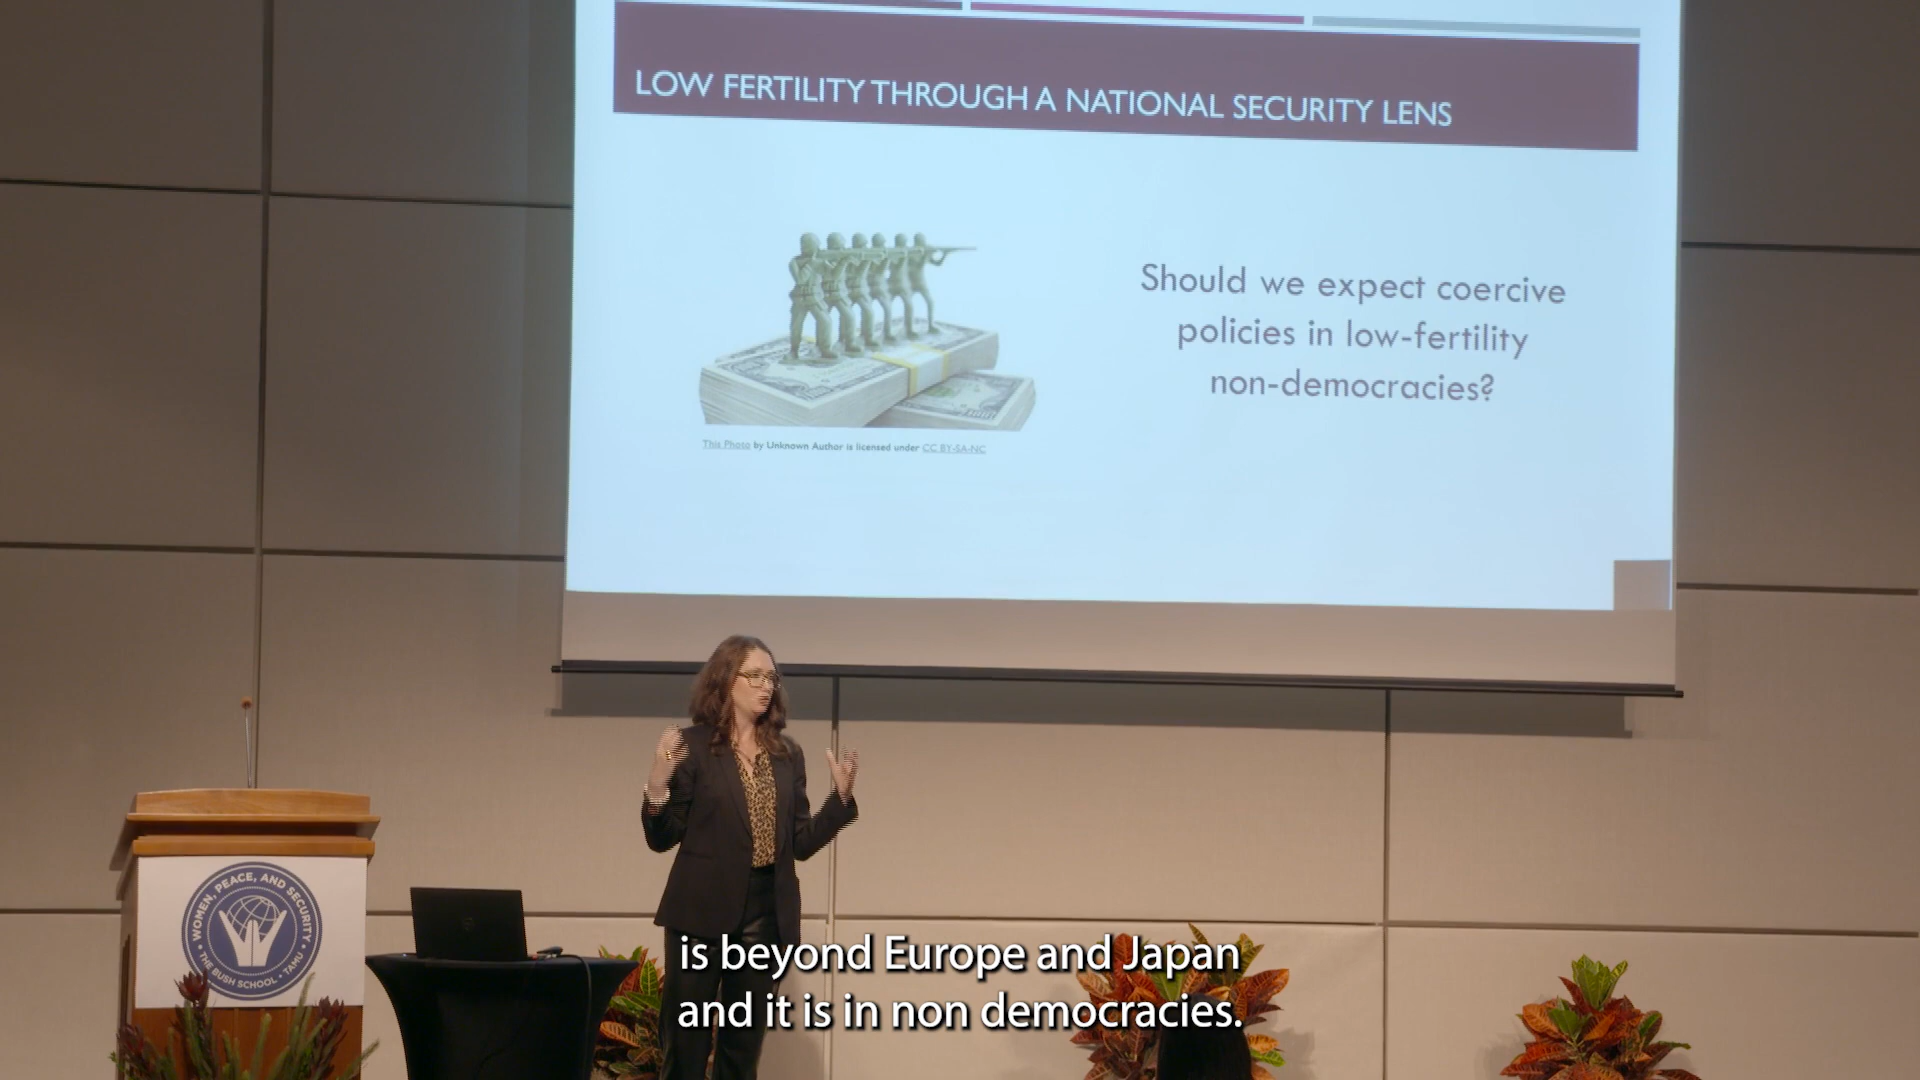 LOW FERTILITY THROUGH A NATIONAL SECURITY LENS
Should we expect coercive
policies in low-fertility
non-democracies?
This Photo by Unknown Author is licensed under CC BY-SA-NC
WOMEN, PEACE, AND SECURITY
• THE BUSH SCHOOL • TAMU •
is beyond Europe and Japan
and it is in non democracies.